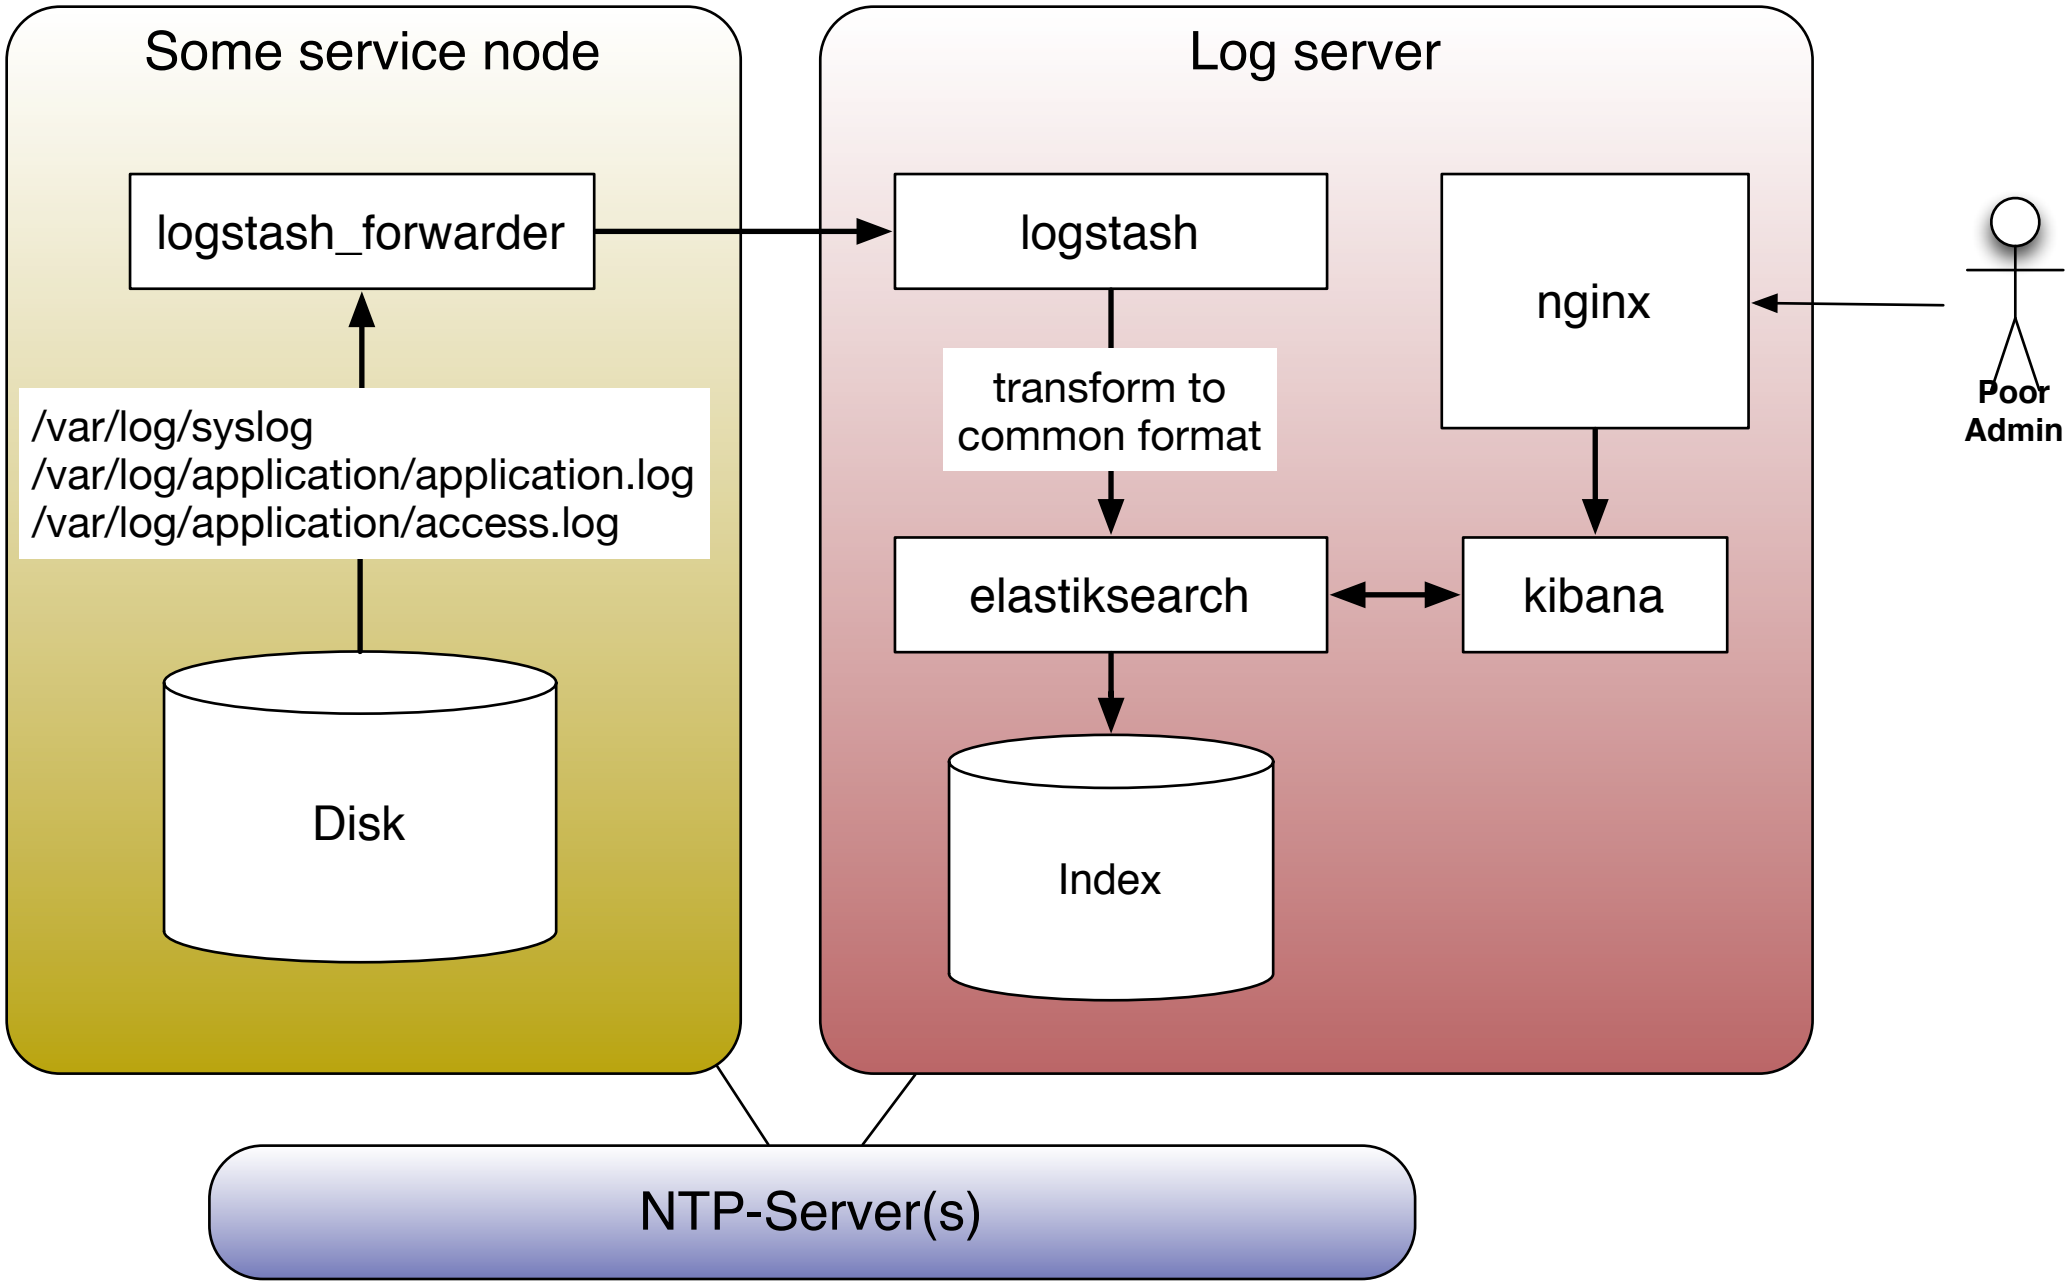 Some service node
logstash_forwarder
/var/log/syslog
/var/log/application/application.log
/var/log/application/access.log
Disk
Log server
logstash
transform to
common format
elastiksearch
Index
nginx
kibana
Poor
Admin
NTP-Server(s)